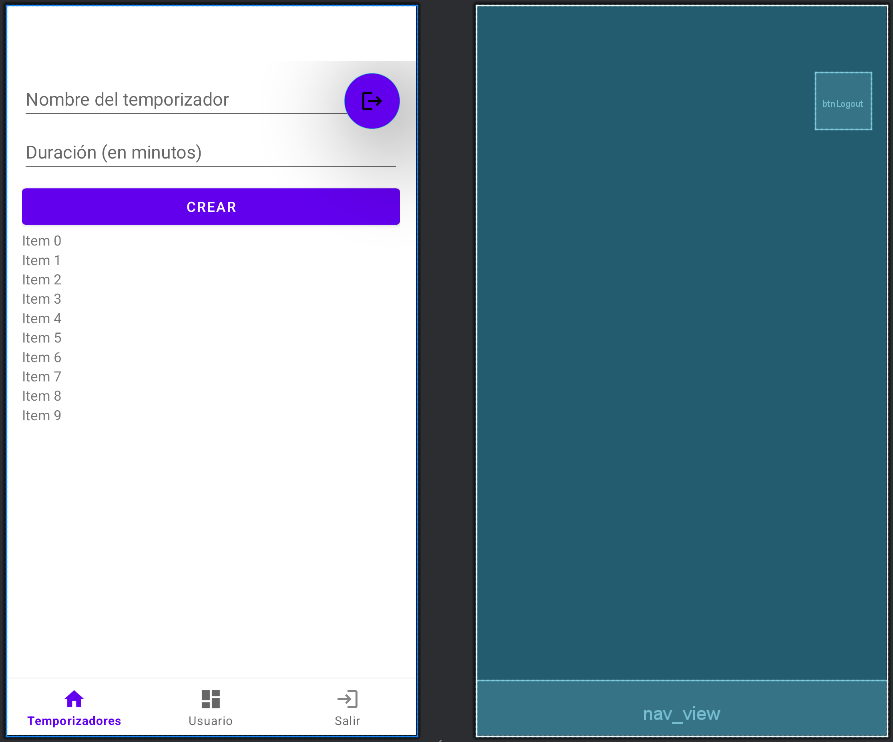 Nombre del temporizador
Duración (en minutos)
CREAR
Item 0
Item 1
Item 2
Item 3
Item 4
Item 5
Item 6
Item 7
Item 8
Item 9
Temporizadores
Usuario
Salir
btnLogout
nav_view